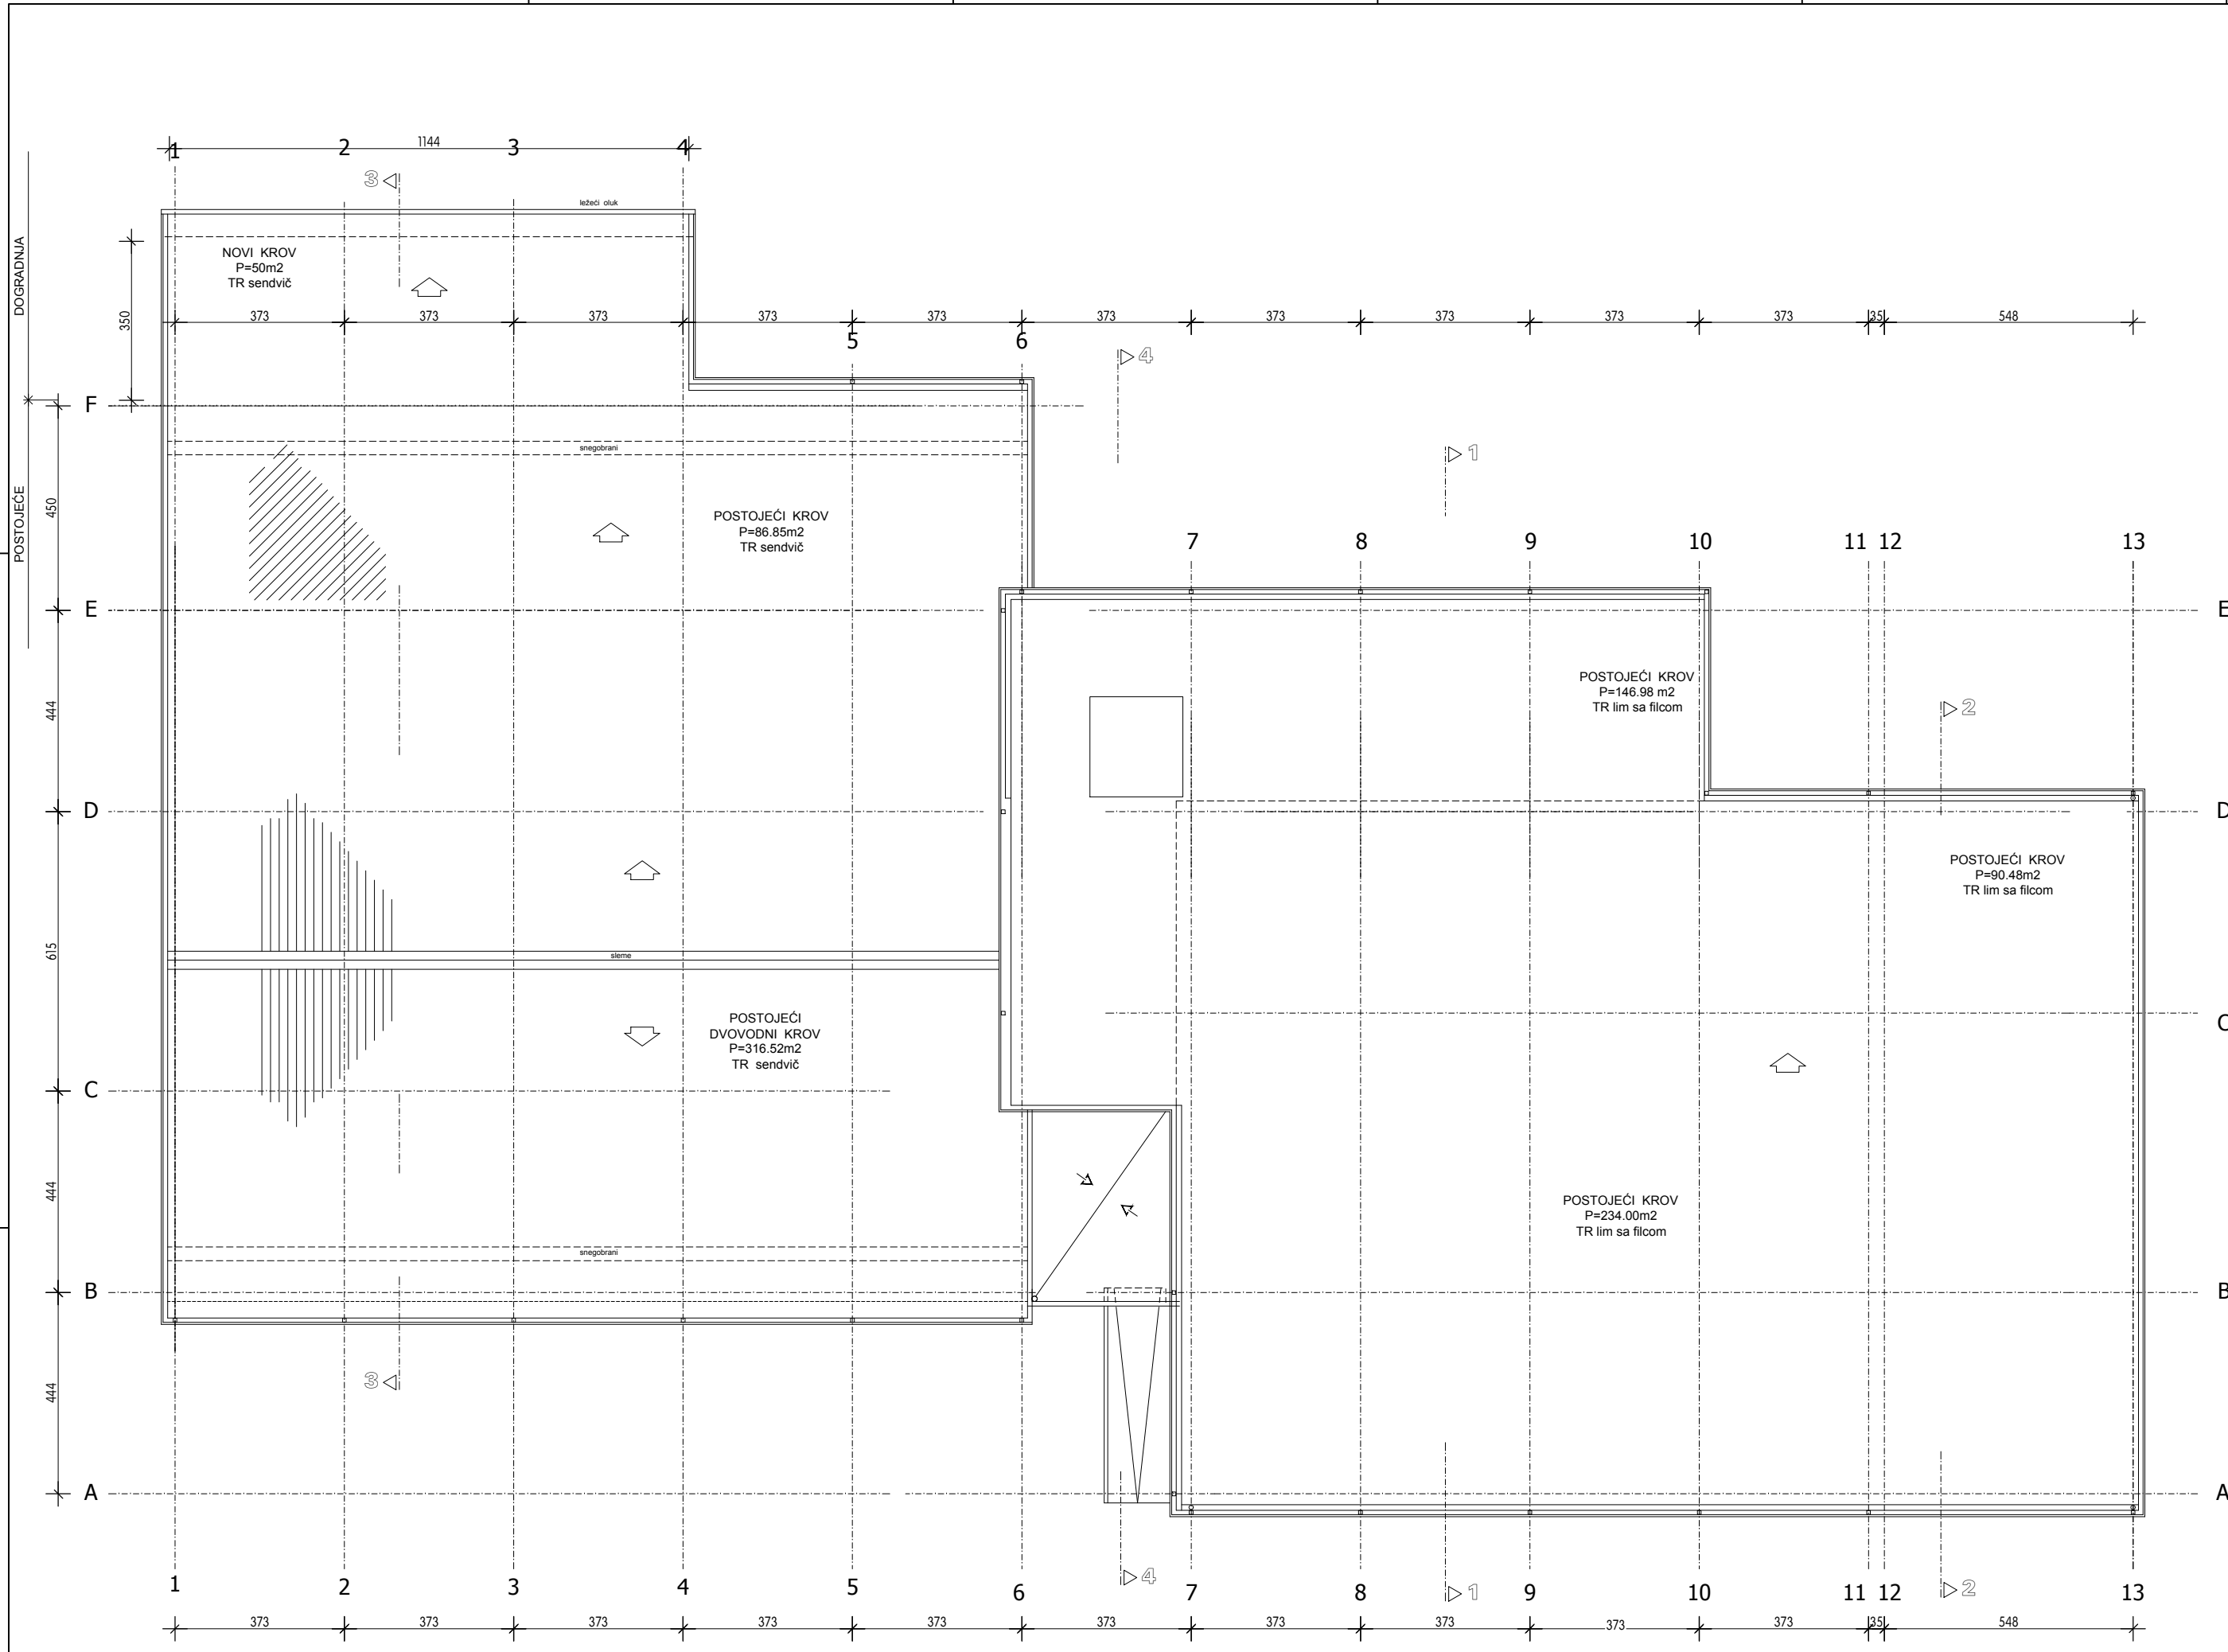 1 2 1144 3 4
3
ležeći oluk
DOGRADNJA
NOVI KROV
P=50m2
TR sendvič
350
373 373 373 373 373 373 373 373 373 373 35 548
5 6
4
F
snegobrani
1
POSTOJEĆE
450
POSTOJEĆI KROV
P=86.85m2
TR sendvič
7 8 9 10 11 12 13
E E
POSTOJEĆI KROV
P=146.98 m2
TR lim sa filcom
444
2
D D
POSTOJEĆI KROV
P=90.48m2
TR lim sa filcom
615
sleme
POSTOJEĆI
DVOVODNI KROV
P=316.52m2
TR sendvič
C
C
444
POSTOJEĆI KROV
P=234.00m2
TR lim sa filcom
snegobrani
B B
3
444
A A
4 1 2
1 2 3 4 5 6 7 8 9 10 11 12 13
373 373 373 373 373 373 373 373 373 373 35 548